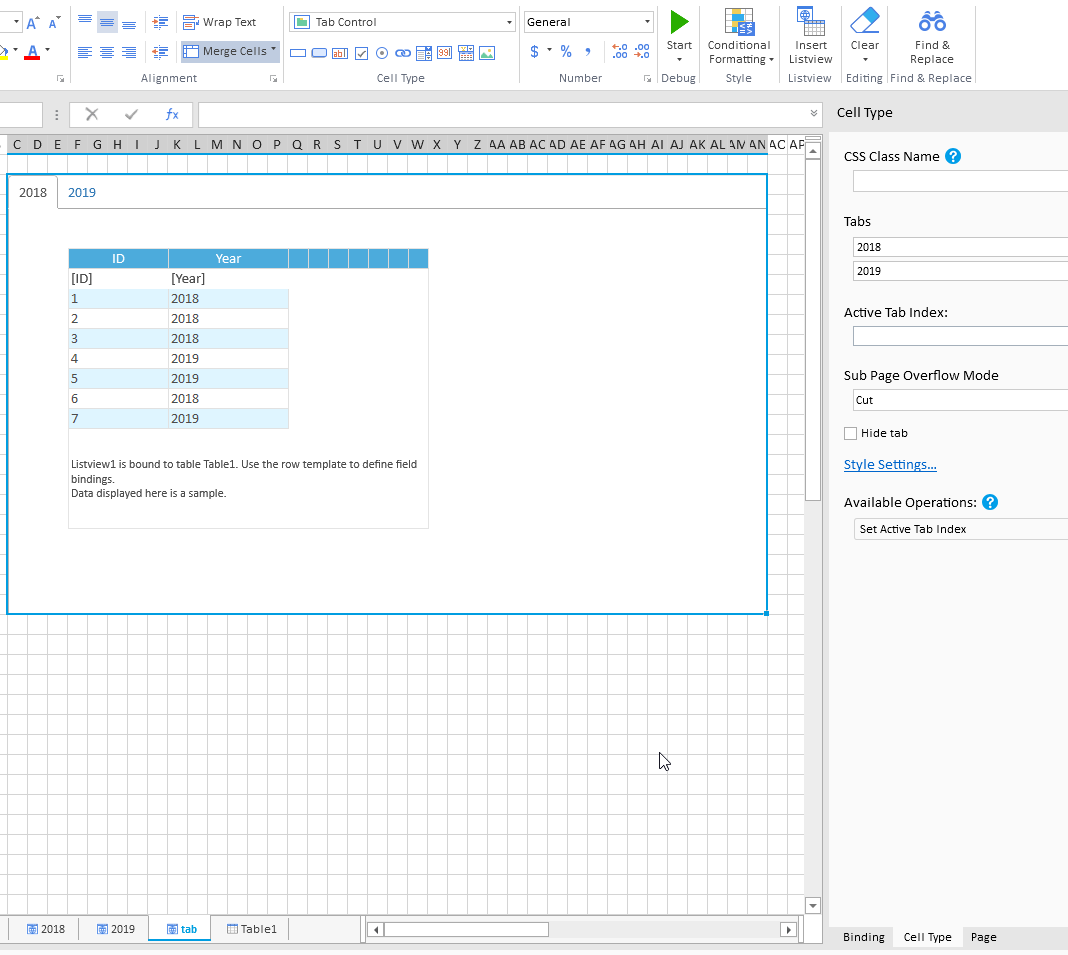 A A Wrap Text Tab Control General Start Conditional Formatting Insert Listview Clear Find & Replace
A Merge Cells ab| 99| $ % , .00 .00
Alignment Cell Type Number Debug Style Listview Editing Find & Replace
fx
Cell Type
C D E F G H I J K L M N O P Q R S T U V W X Y Z AA AB AC AD AE AF AG AH AI AJ AK AL AM AN AO AP
2018 2019
ID Year
[ID] [Year]
1 2018
2 2018
3 2018
4 2019
5 2019
6 2018
7 2019
Listview1 is bound to table Table1. Use the row template to define field
bindings.
Data displayed here is a sample.
CSS Class Name ?
Tabs
2018
2019
Active Tab Index:
Sub Page Overflow Mode
Cut
Hide tab
Style Settings...
Available Operations: ?
Set Active Tab Index
2018 2019 tab Table1
Binding Cell Type Page